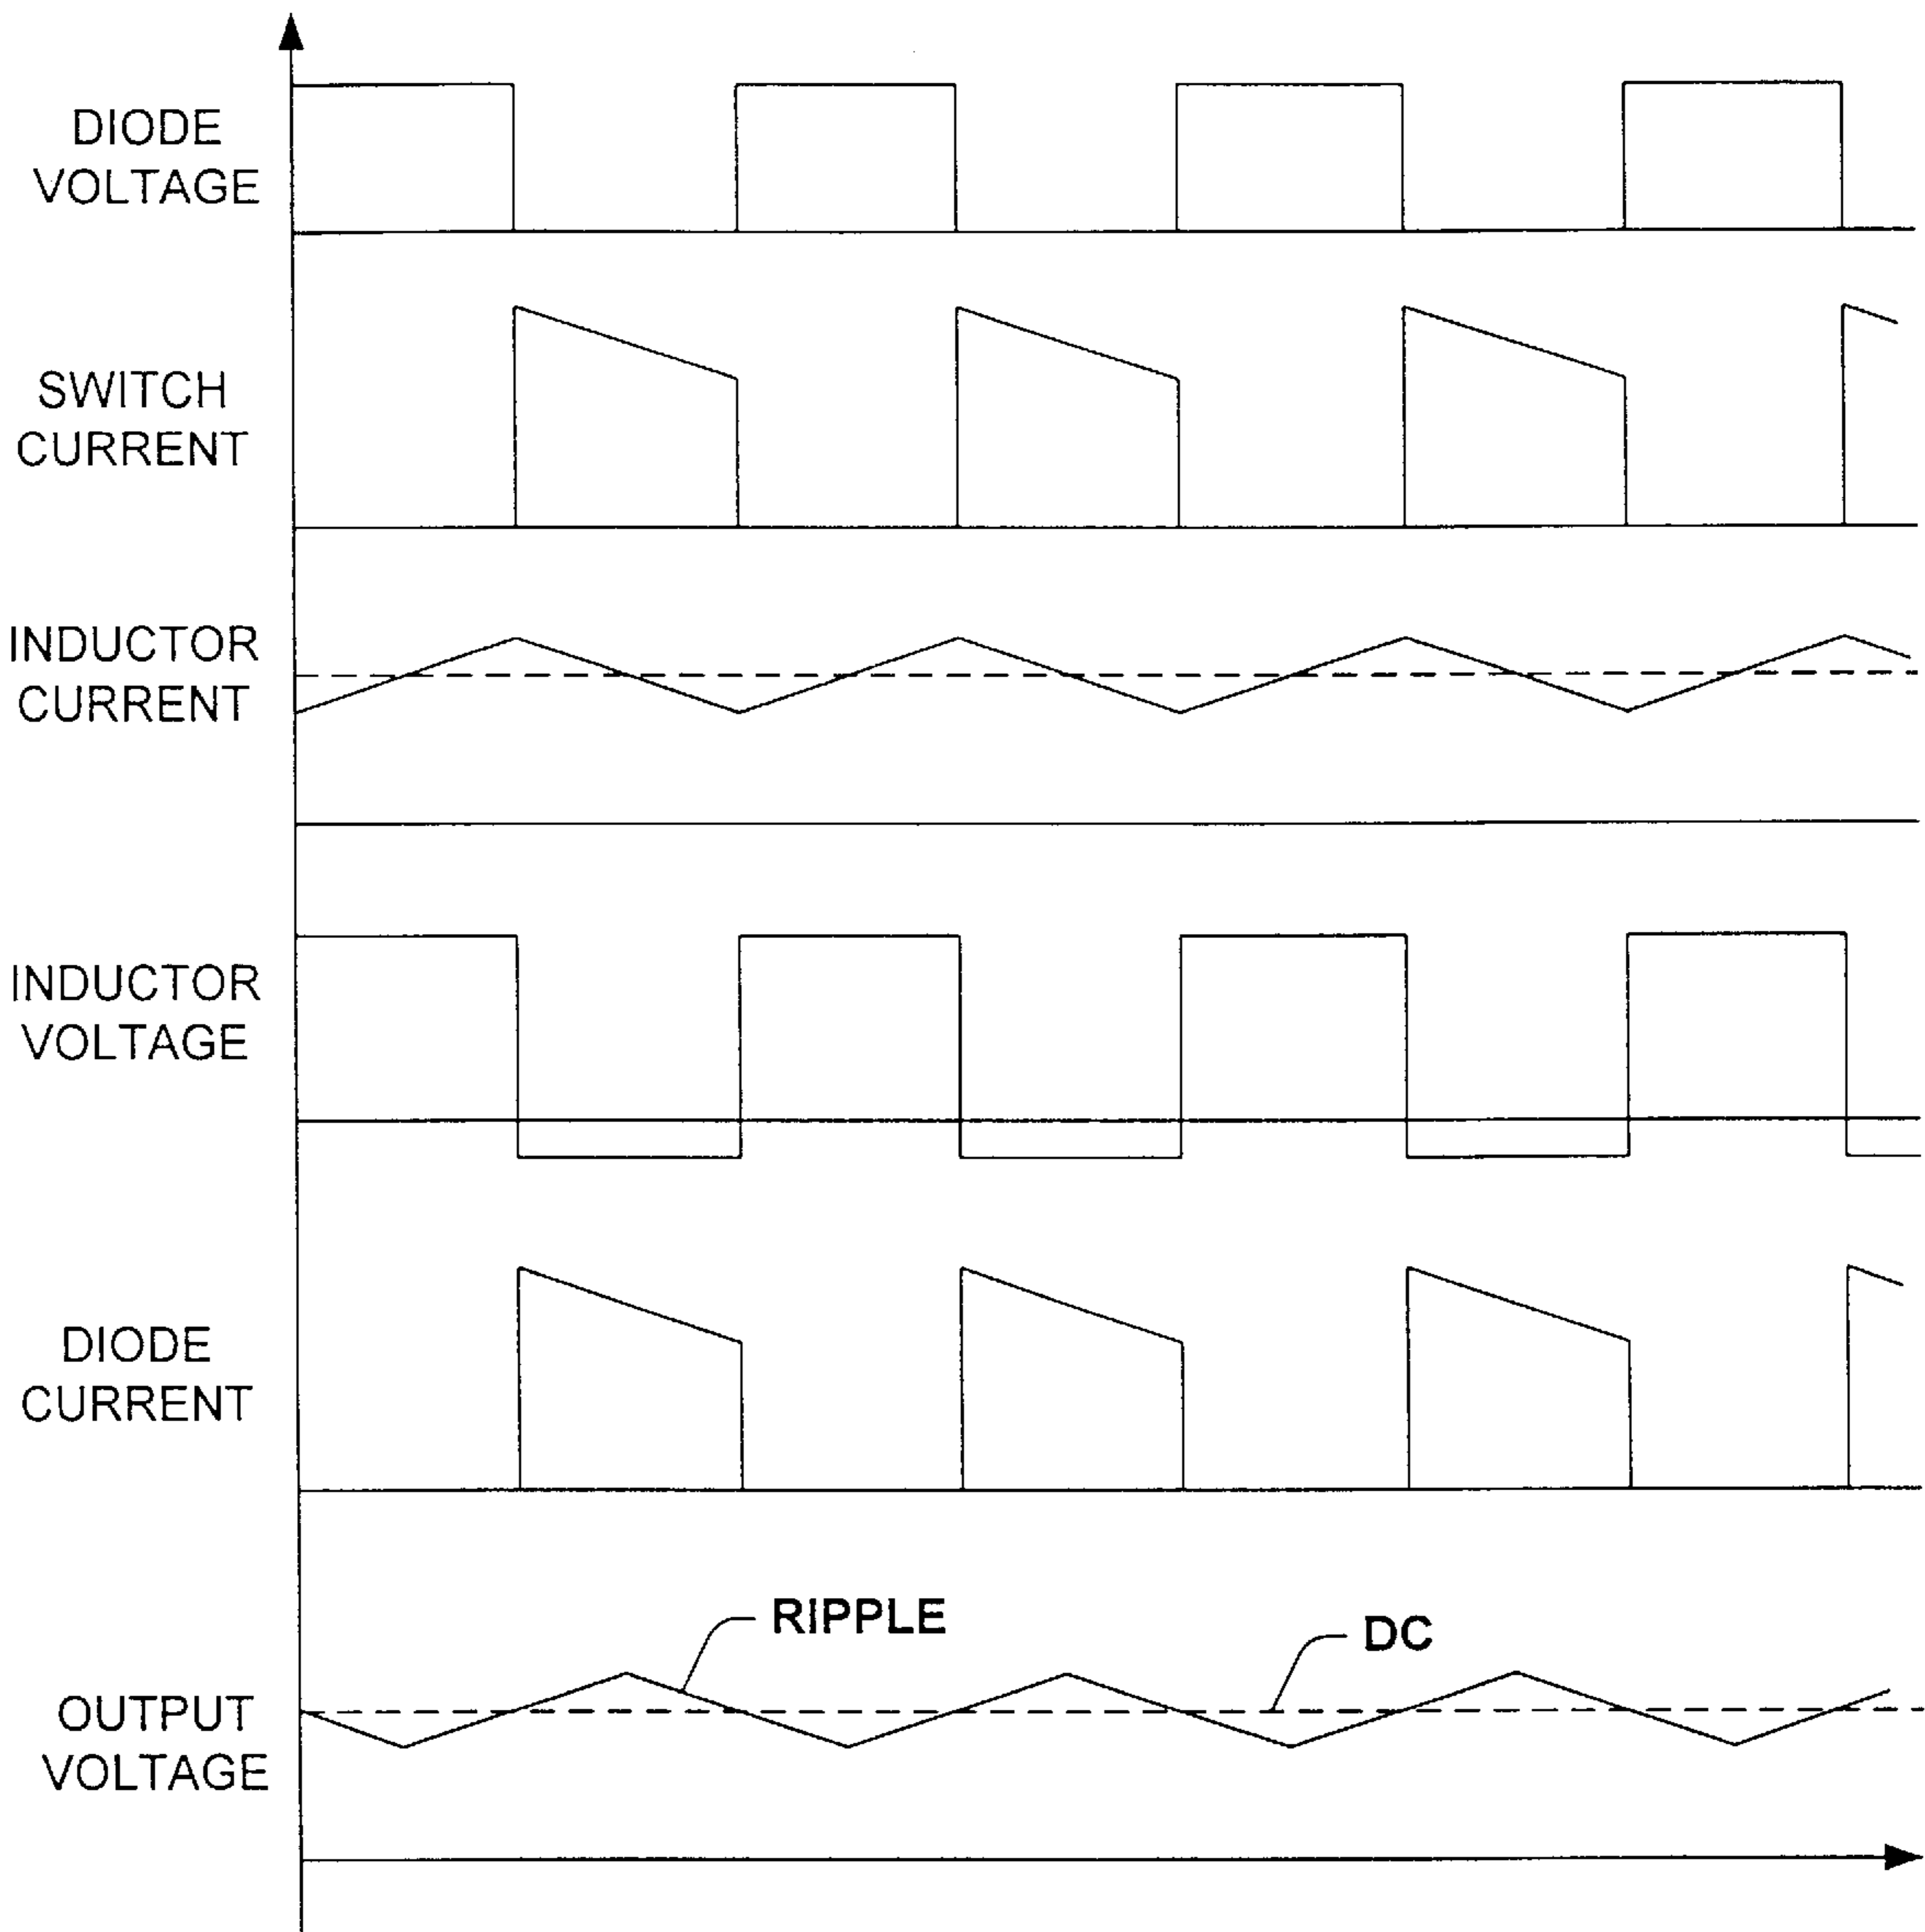 DIODE
VOLTAGE
SWITCH
CURRENT
INDUCTOR
CURRENT
INDUCTOR
VOLTAGE
DIODE
CURRENT
RIPPLE
DC
OUTPUT
VOLTAGE